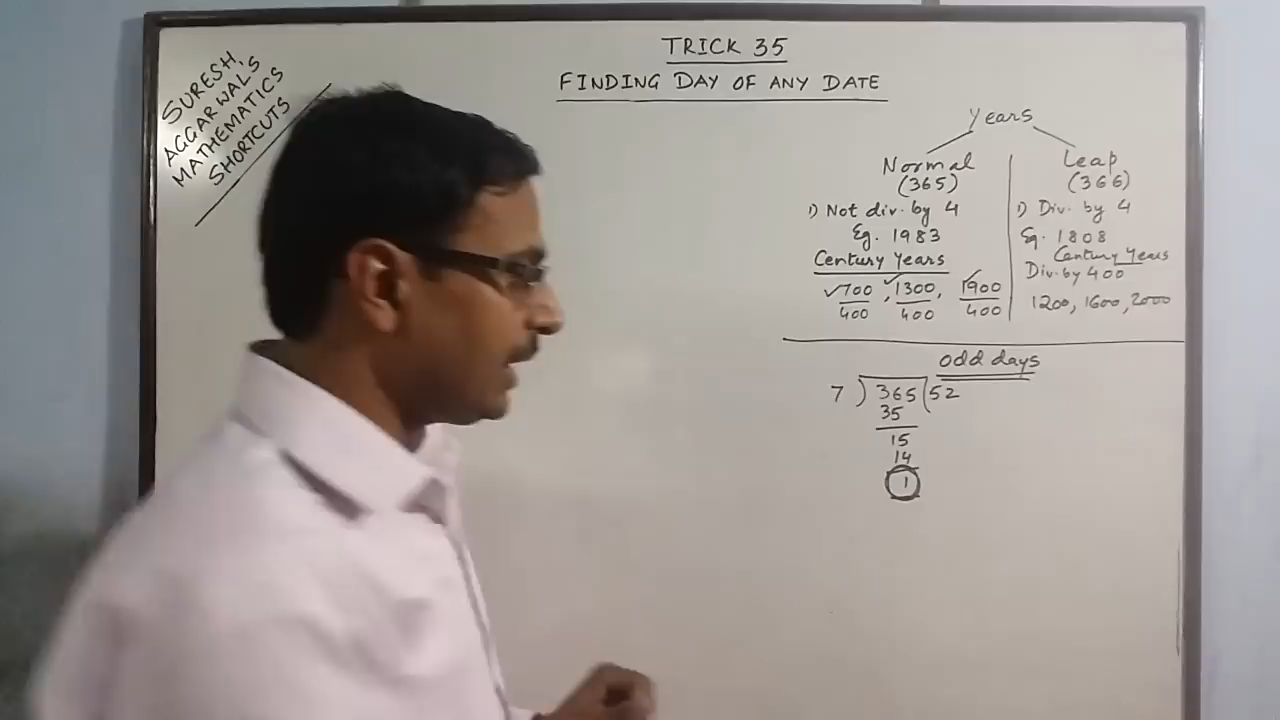 SURESH
AGGARWAL'S
MATHEMATICS
SHORTCUTS
TRICK 35
FINDING DAY OF ANY DATE
Years
Normal
(365)
1) Not div. by 4
Eg. 1983
Century Years
✓700/400, ✓1300/400, ✓1900/400
Leap
(366)
1) Div. by 4
Eg. 1808
Century Years
Div. by 400
1200, 1600, 2000
odd days
7 ) 365 ( 52
35
15
14
1